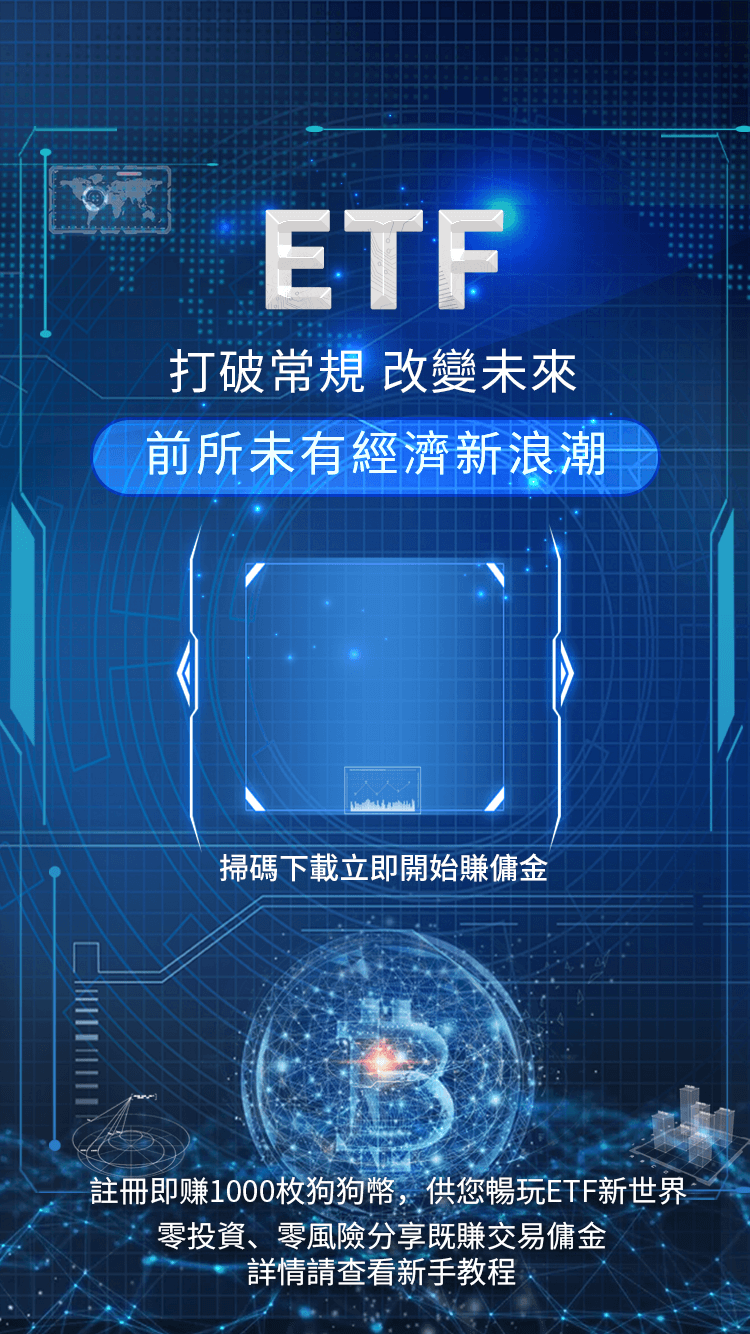 ETF
打破常規 改變未來
前所未有經濟新浪潮
掃碼下載立即開始賺傭金
註冊即赚1000枚狗狗幣，供您暢玩ETF新世界
零投資、零風險分享既賺交易傭金
詳情請查看新手教程